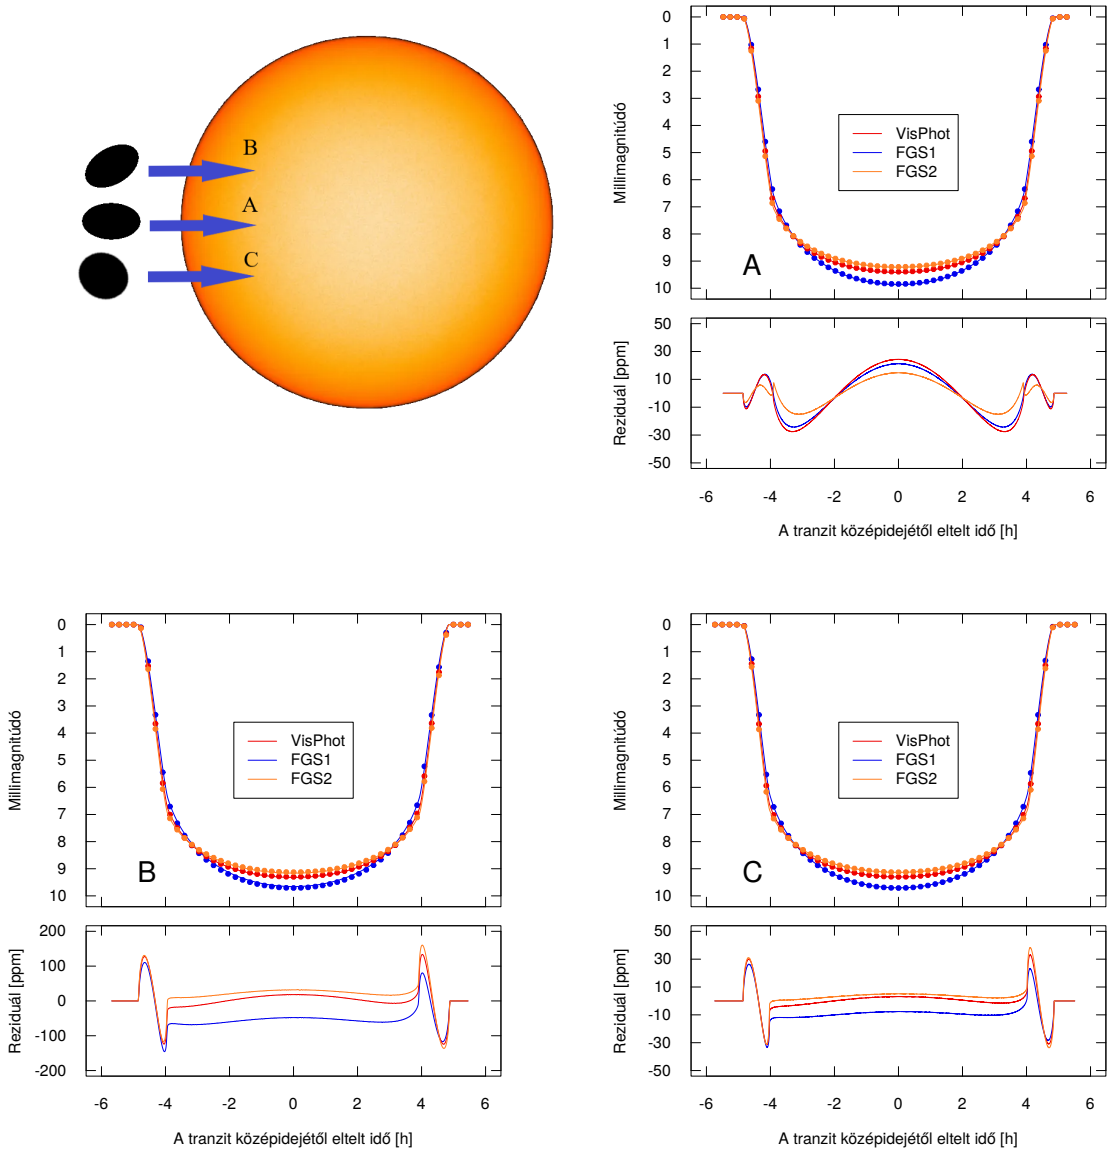 B
A
C
0
1
2
3
4
5
6
7
8
9
10
Millimagnitúdó
VisPhot
FGS1
FGS2
A
50
30
10
-10
-30
-50
Reziduál [ppm]
-6 -4 -2 0 2 4 6
A tranzit középidejétől eltelt idő [h]
0
1
2
3
4
5
6
7
8
9
10
Millimagnitúdó
VisPhot
FGS1
FGS2
B
200
100
0
-100
-200
Reziduál [ppm]
-6 -4 -2 0 2 4 6
A tranzit középidejétől eltelt idő [h]
0
1
2
3
4
5
6
7
8
9
10
Millimagnitúdó
VisPhot
FGS1
FGS2
C
50
30
10
-10
-30
-50
Reziduál [ppm]
-6 -4 -2 0 2 4 6
A tranzit középidejétől eltelt idő [h]